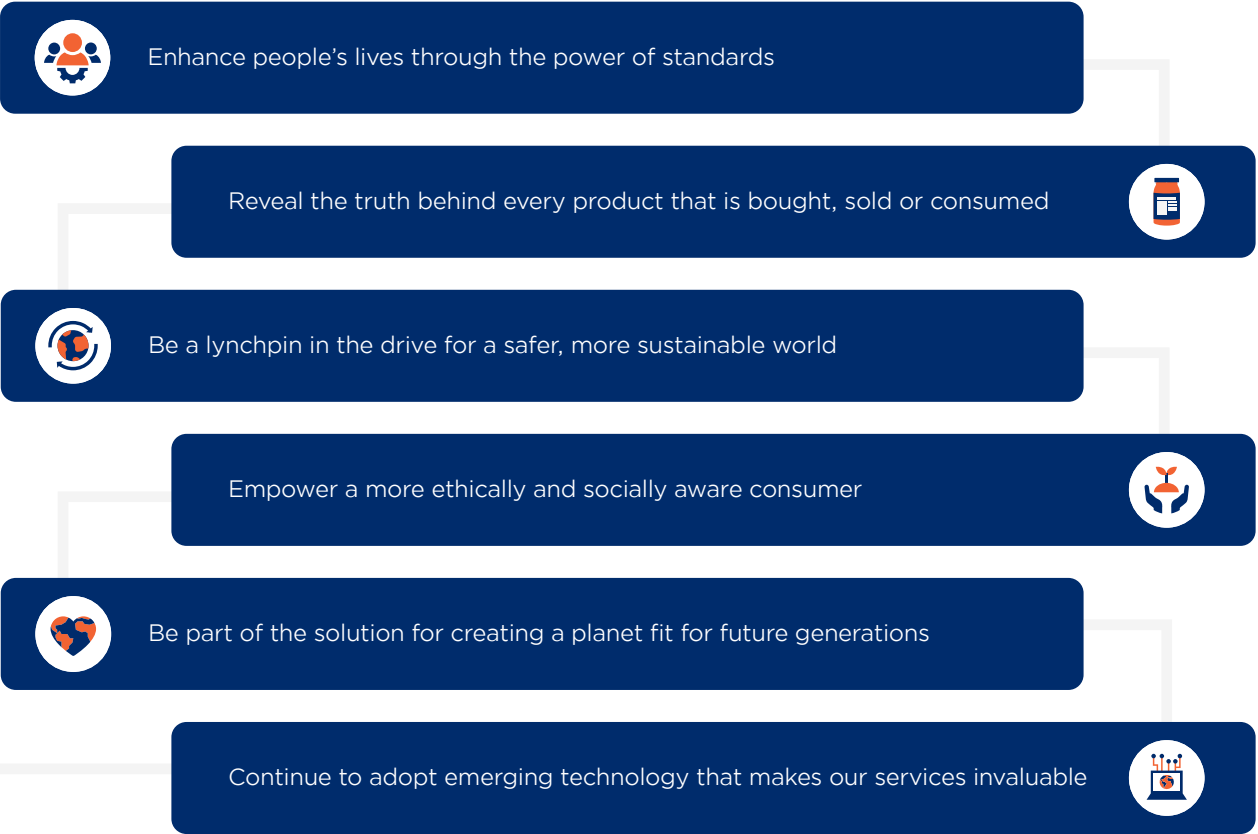 Enhance people’s lives through the power of standards
Reveal the truth behind every product that is bought, sold or consumed
Be a lynchpin in the drive for a safer, more sustainable world
Empower a more ethically and socially aware consumer
Be part of the solution for creating a planet fit for future generations
Continue to adopt emerging technology that makes our services invaluable